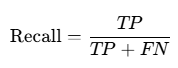 Recall = TP / TP + FN